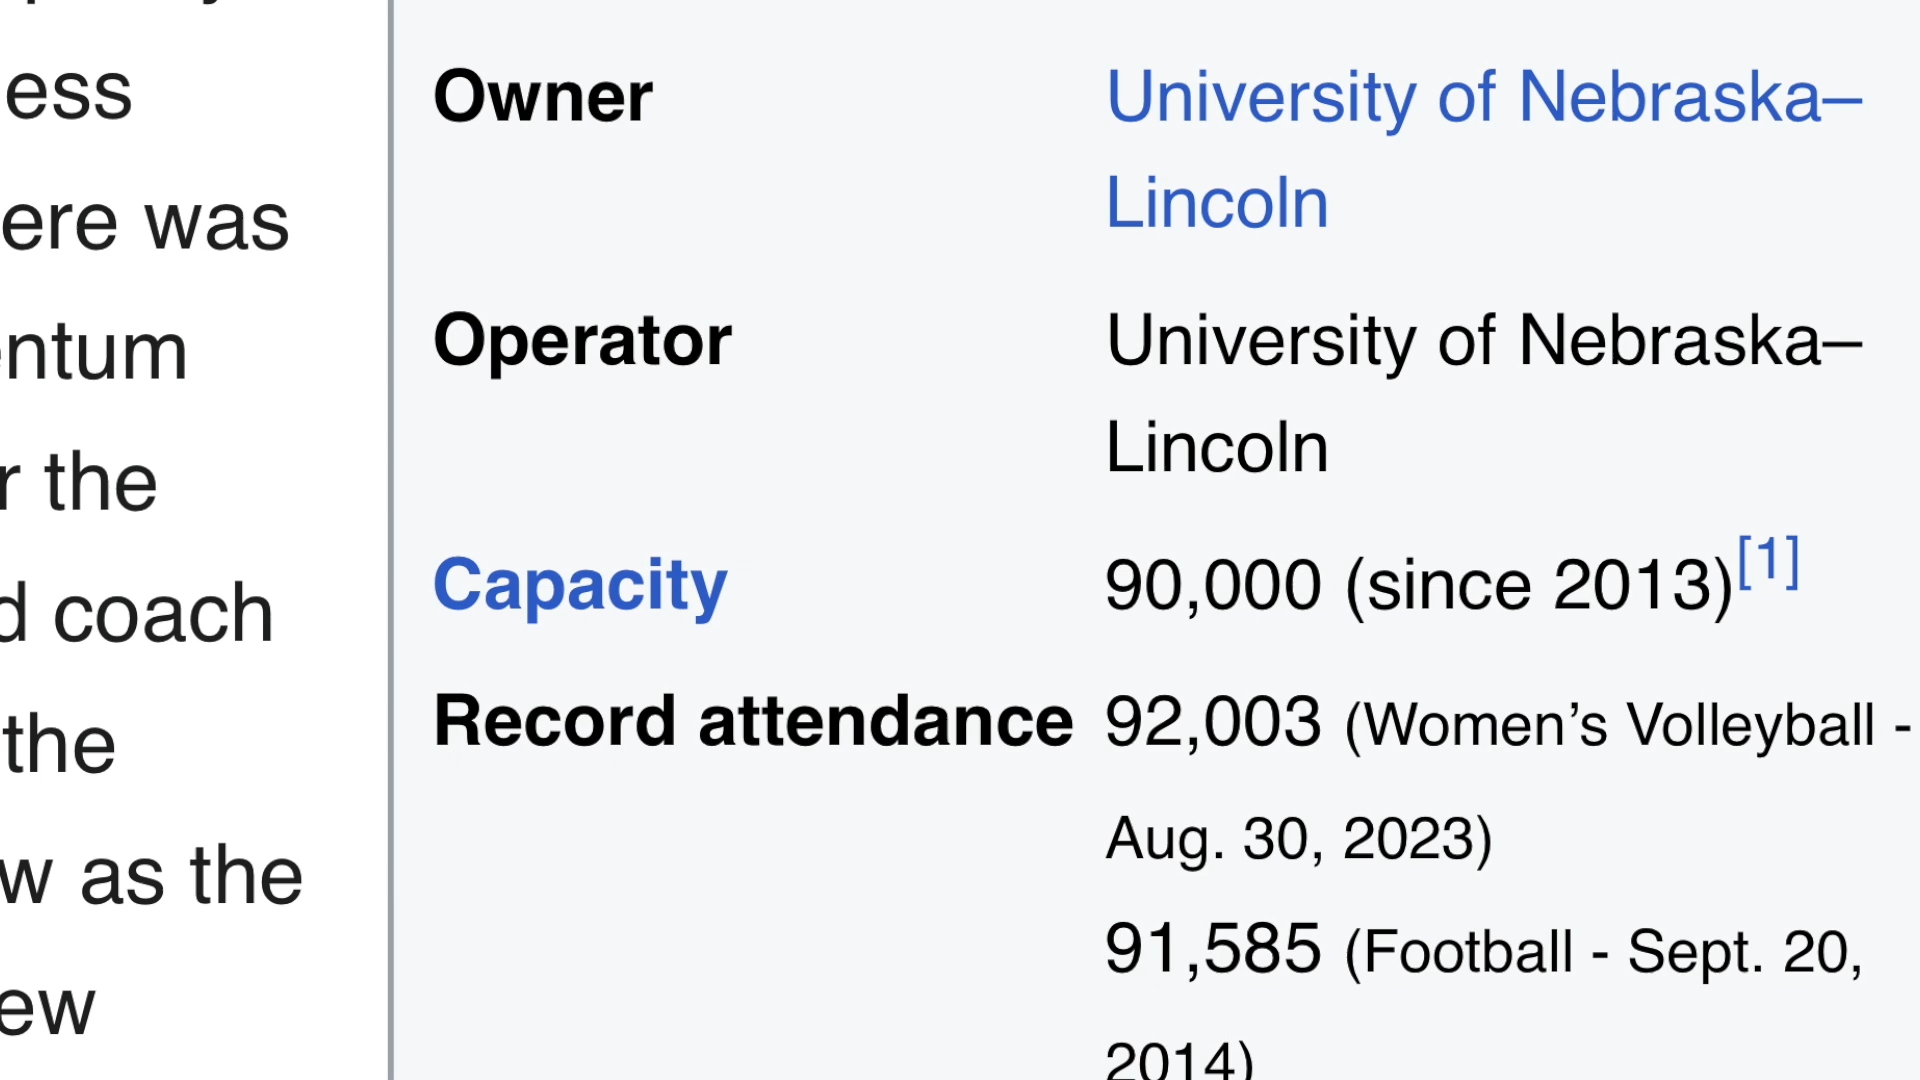 ess
ere was
entum
r the
d coach
the
w as the
ew
Owner University of Nebraska–
Lincoln
Operator University of Nebraska–
Lincoln
Capacity 90,000 (since 2013)[1]
Record attendance 92,003 (Women’s Volleyball -
Aug. 30, 2023)
91,585 (Football - Sept. 20,
2014)